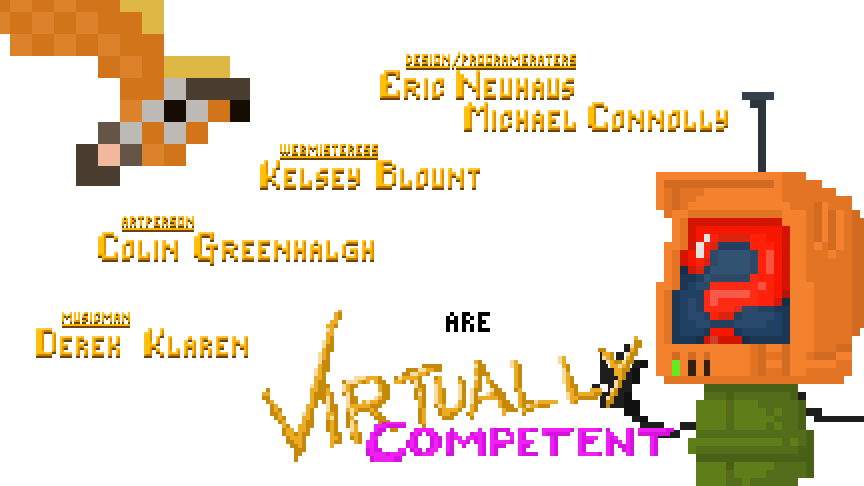 DESIGN/PROGRAMERATERS
ERIC NEUHAUS
MICHAEL CONNOLLY
WEBMISTERESS
KELSEY BLOUNT
ARTPERSON
COLIN GREENHALGH
MUSICMAN
DEREK KLAREN
ARE
VIRTUALLY
COMPETENT